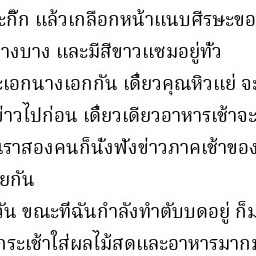 ะกิ๊ก แล้วเกลือกหน้าแนบศีรษะขอ
างบาง และมีสีขาวแซมอยู่ทั่ว
ะเอกนางเอกกัน เดี๋ยวคุณหิวแย่ จะ
ข่าวไปก่อน เดี๋ยวเดียวอาหารเช้าจะ
เราสองคนก็นั่งฟังข่าวภาคเช้าของ
ยกัน
วัน ขณะที่ฉันกำลังทำตับบดอยู่ ก็ม
กระเช้าใส่ผลไม้สดและอาหารมากม